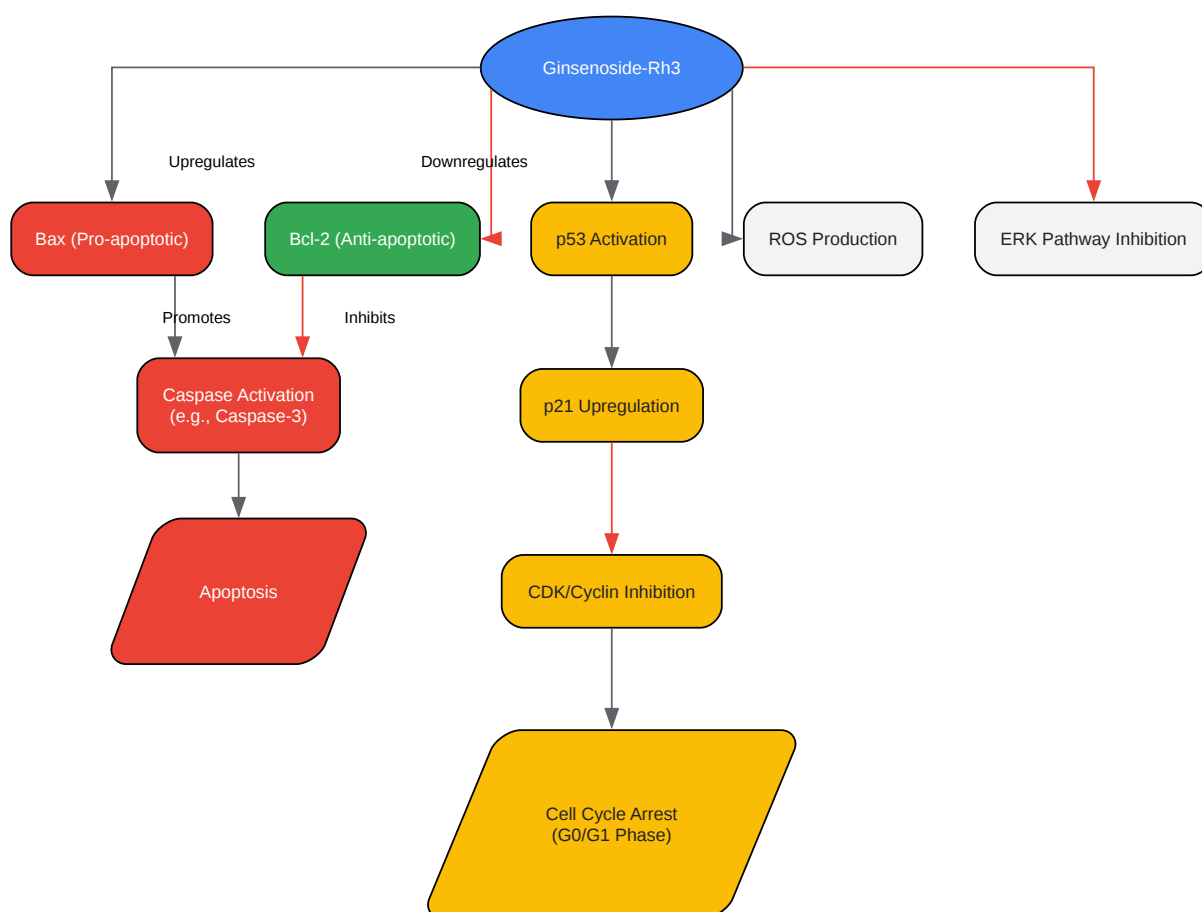 Ginsenoside-Rh3
Upregulates
Downregulates
Bax (Pro-apoptotic)
Bcl-2 (Anti-apoptotic)
p53 Activation
ROS Production
ERK Pathway Inhibition
Promotes
Inhibits
Caspase Activation
(e.g., Caspase-3)
p21 Upregulation
Apoptosis
CDK/Cyclin Inhibition
Cell Cycle Arrest
(G0/G1 Phase)